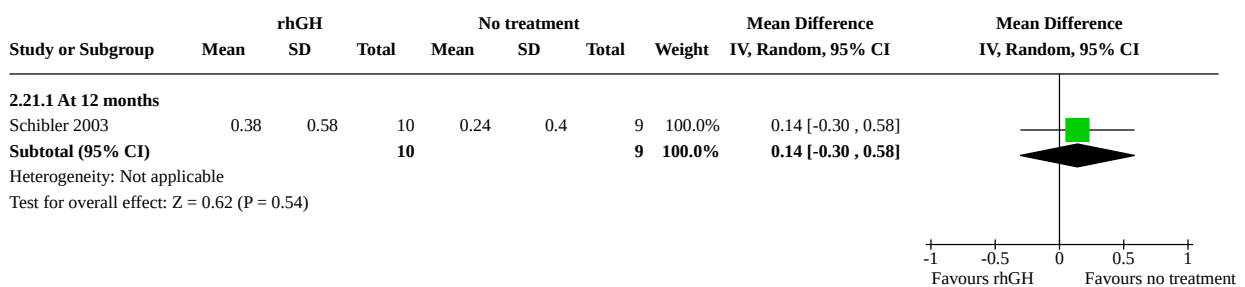 rhGH No treatment Mean Difference Mean Difference
Study or Subgroup Mean SD Total Mean SD Total Weight IV, Random, 95% CI IV, Random, 95% CI
2.21.1 At 12 months
Schibler 2003 0.38 0.58 10 0.24 0.4 9 100.0% 0.14 [-0.30 , 0.58]
Subtotal (95% CI) 10 9 100.0% 0.14 [-0.30 , 0.58]
Heterogeneity: Not applicable
Test for overall effect: Z = 0.62 (P = 0.54)
-1 -0.5 0 0.5 1
Favours rhGH Favours no treatment